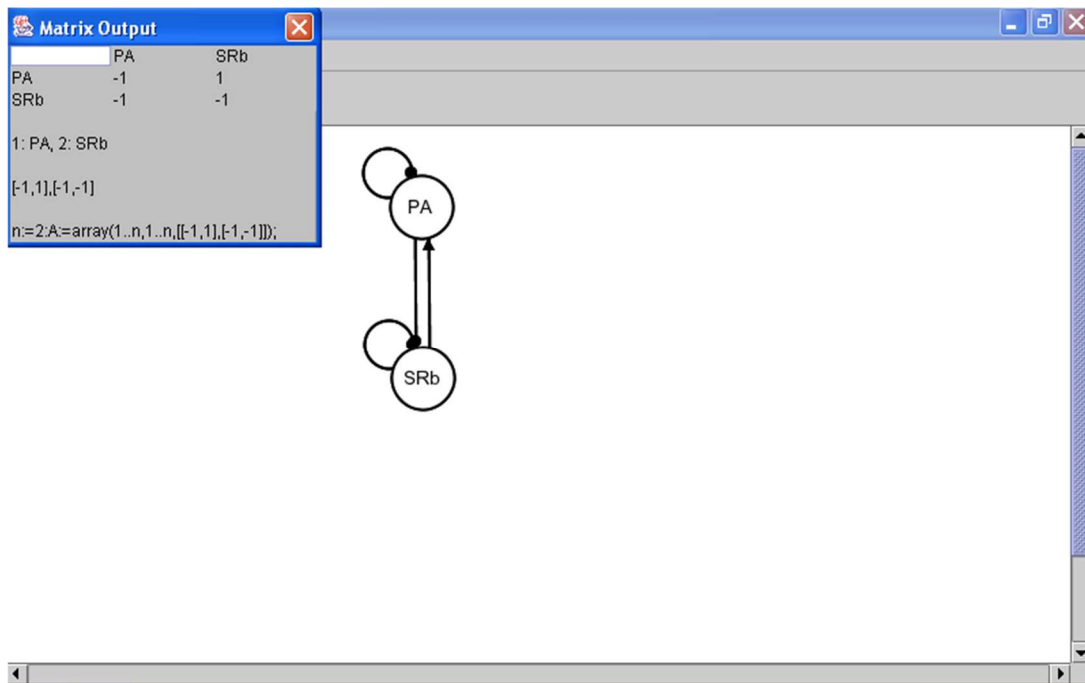 Matrix Output
PA SRb
PA -1 1
SRb -1 -1
1: PA, 2: SRb
[-1,1],[-1,-1]
n:=2:A:=array(1..n,1..n,[[-1,1],[-1,-1]]);
PA
SRb